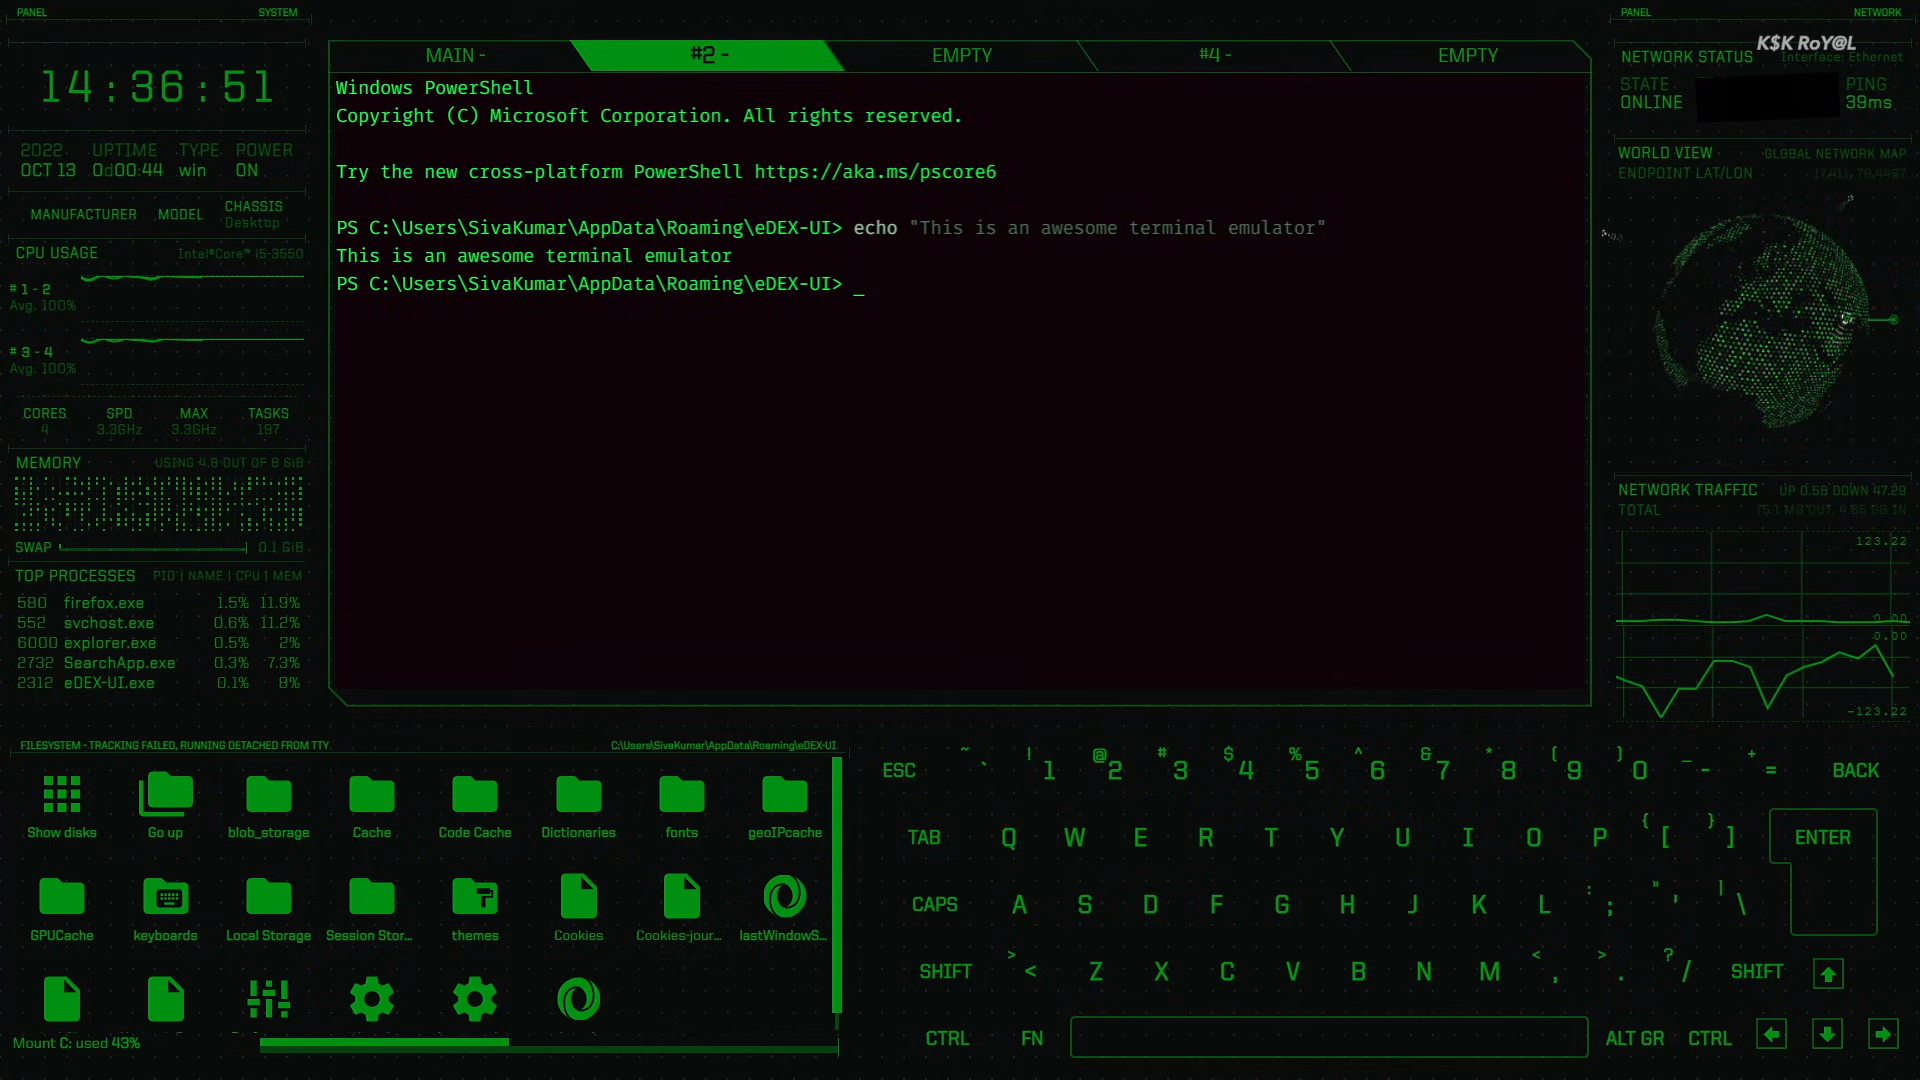 PANEL SYSTEM
14:36:51
2022 UPTIME TYPE POWER
OCT 13 0d00:44 win ON
MANUFACTURER MODEL CHASSIS
Desktop
CPU USAGE Intel®Core™ i5-3550
# 1 - 2
Avg. 100%
# 3 - 4
Avg. 100%
CORES SPD MAX TASKS
4 3.3GHz 3.3GHz 197
MEMORY USING 4.8 OUT OF 8 GiB
SWAP 0.1 GiB
TOP PROCESSES PID | NAME | CPU | MEM
580 firefox.exe 1.5% 11.9%
552 svchost.exe 0.6% 11.2%
6000 explorer.exe 0.5% 2%
2732 SearchApp.exe 0.3% 7.3%
2312 eDEX-UI.exe 0.1% 8%
MAIN - #2 - EMPTY #4 - EMPTY
Windows PowerShell
Copyright (C) Microsoft Corporation. All rights reserved.
Try the new cross-platform PowerShell https://aka.ms/pscore6
PS C:\Users\SivaKumar\AppData\Roaming\eDEX-UI> echo "This is an awesome terminal emulator"
This is an awesome terminal emulator
PS C:\Users\SivaKumar\AppData\Roaming\eDEX-UI> _
PANEL NETWORK
K$K RoY@L
NETWORK STATUS Interface: Ethernet
STATE PING
ONLINE 39ms
WORLD VIEW GLOBAL NETWORK MAP
ENDPOINT LAT/LON 17.411, 78.4487
NETWORK TRAFFIC UP 0.58 DOWN 47.28
TOTAL
123.22
0.00
0.00
-123.22
FILESYSTEM - TRACKING FAILED, RUNNING DETACHED FROM TTY C:\Users\SivaKumar\AppData\Roaming\eDEX-UI
Show disks Go up blob_storage Cache Code Cache Dictionaries fonts geoIPcache
GPUCache keyboards Local Storage Session Stor... themes Cookies Cookies-jour... lastWindowS...
Mount C: used 43%
~ ! @ # $ % ^ & * ( ) _ +
ESC ` 1 2 3 4 5 6 7 8 9 0 - = BACK
{ }
TAB Q W E R T Y U I O P [ ] ENTER
: " |
CAPS A S D F G H J K L ; ' \
> < > ?
SHIFT < Z X C V B N M , . / SHIFT
CTRL FN ALT GR CTRL